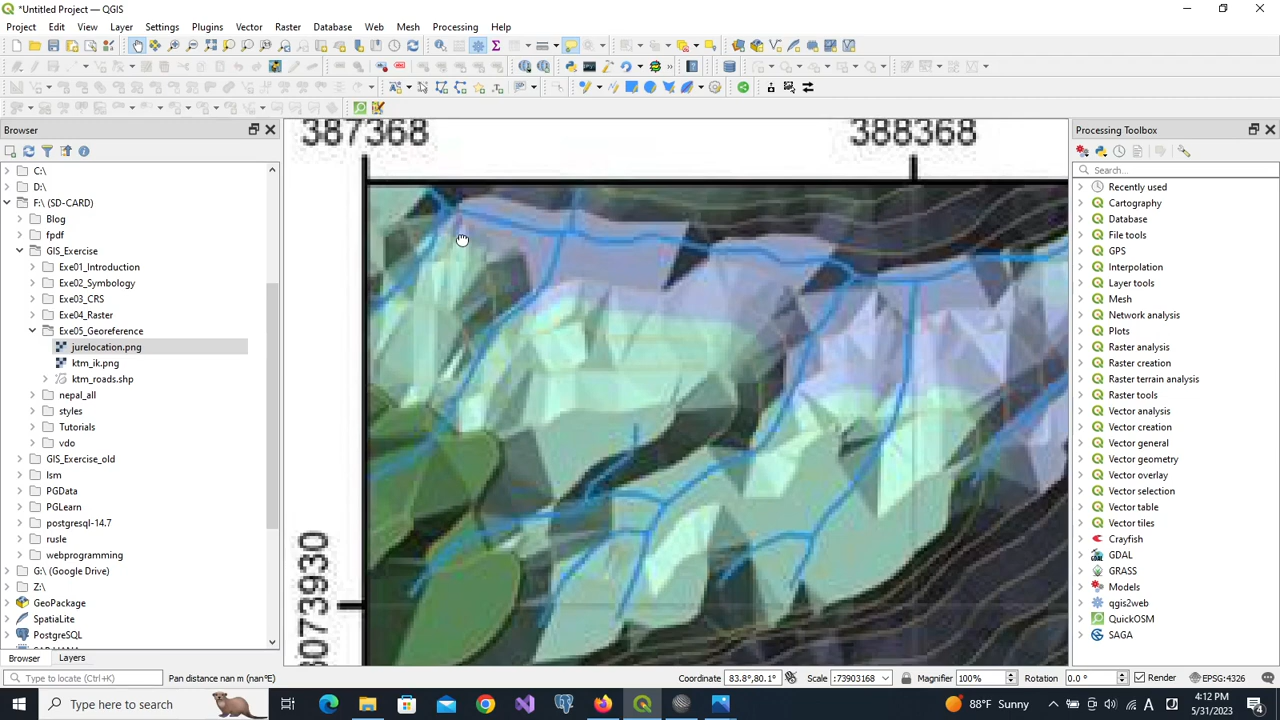 *Untitled Project — QGIS
Project Edit View Layer Settings Plugins Vector Raster Database Web Mesh Processing Help
Browser
C:\
D:\
F:\ (SD-CARD)
Blog
fpdf
GIS_Exercise
Exe01_Introduction
Exe02_Symbology
Exe03_CRS
Exe04_Raster
Exe05_Georeference
jurelocation.png
ktm_ik.png
ktm_roads.shp
nepal_all
styles
Tutorials
vdo
GIS_Exercise_old
lsm
PGData
PGLearn
postgresql-14.7
rusle
webprogramming
G:\ (Google Drive)
Z:\
GeoPackage
SpatiaLite
PostgreSQL
Browser Layers
387368 388368
3073930
Processing Toolbox
Search...
Recently used
Cartography
Database
File tools
GPS
Interpolation
Layer tools
Mesh
Network analysis
Plots
Raster analysis
Raster creation
Raster terrain analysis
Raster tools
Vector analysis
Vector creation
Vector general
Vector geometry
Vector overlay
Vector selection
Vector table
Vector tiles
Crayfish
GDAL
GRASS
Models
qgis2web
QuickOSM
SAGA
Type to locate (Ctrl+K) Pan distance nan m (nan°E) Coordinate 83.8°,80.1° Scale :73903168 Magnifier 100% Rotation 0.0 ° Render EPSG:4326
Type here to search 88°F Sunny 4:12 PM
5/31/2023